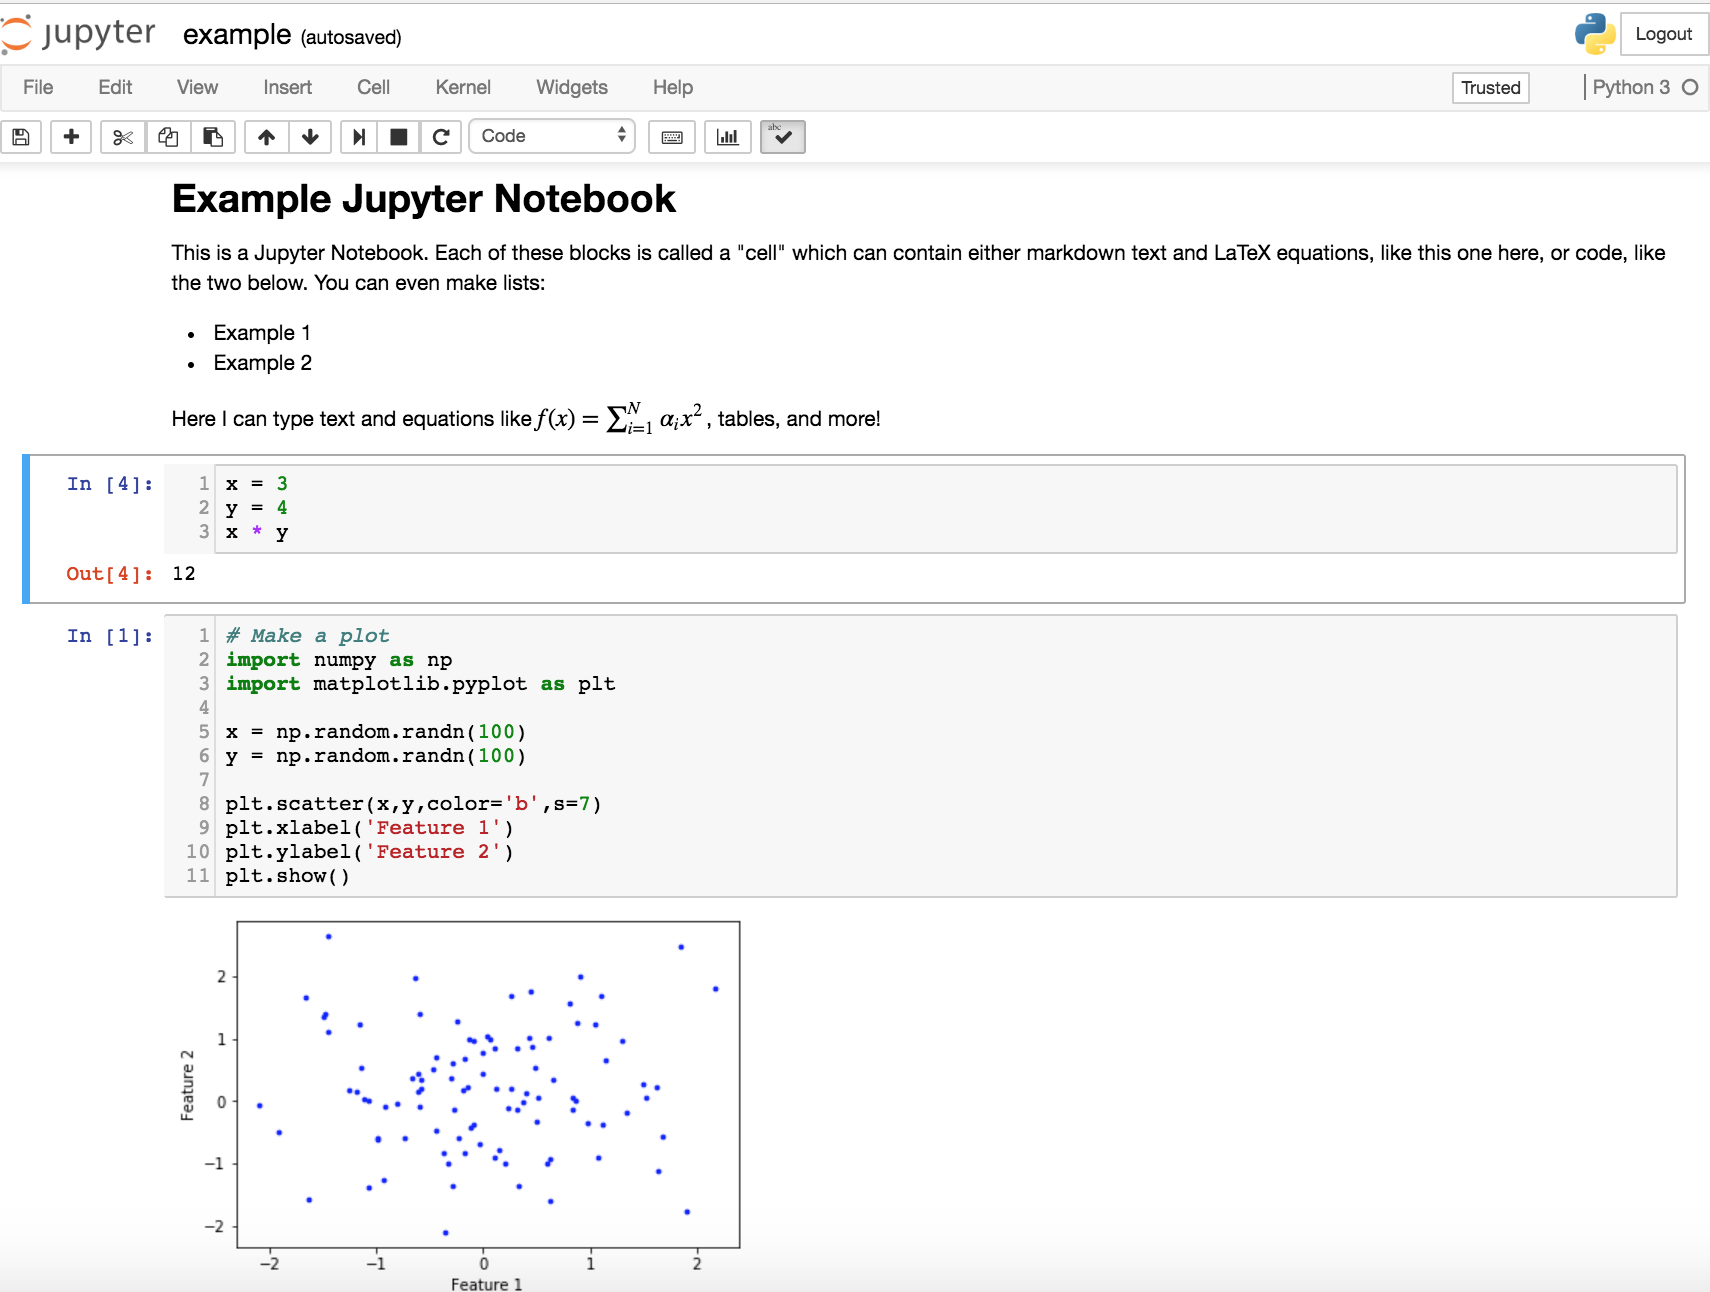 jupyter example (autosaved) Logout
File Edit View Insert Cell Kernel Widgets Help Trusted Python 3
Code abc
Example Jupyter Notebook
This is a Jupyter Notebook. Each of these blocks is called a "cell" which can contain either markdown text and LaTeX equations, like this one here, or code, like
the two below. You can even make lists:
• Example 1
• Example 2
Here I can type text and equations like f(x) = ∑_{i=1}^{N} α_i x^2 , tables, and more!
In [4]: 1 x = 3
2 y = 4
3 x * y
Out[4]: 12
In [1]: 1 # Make a plot
2 import numpy as np
3 import matplotlib.pyplot as plt
4
5 x = np.random.randn(100)
6 y = np.random.randn(100)
7
8 plt.scatter(x,y,color='b',s=7)
9 plt.xlabel('Feature 1')
10 plt.ylabel('Feature 2')
11 plt.show()
2
1
0
−1
−2
Feature 2
−2 −1 0 1 2
Feature 1